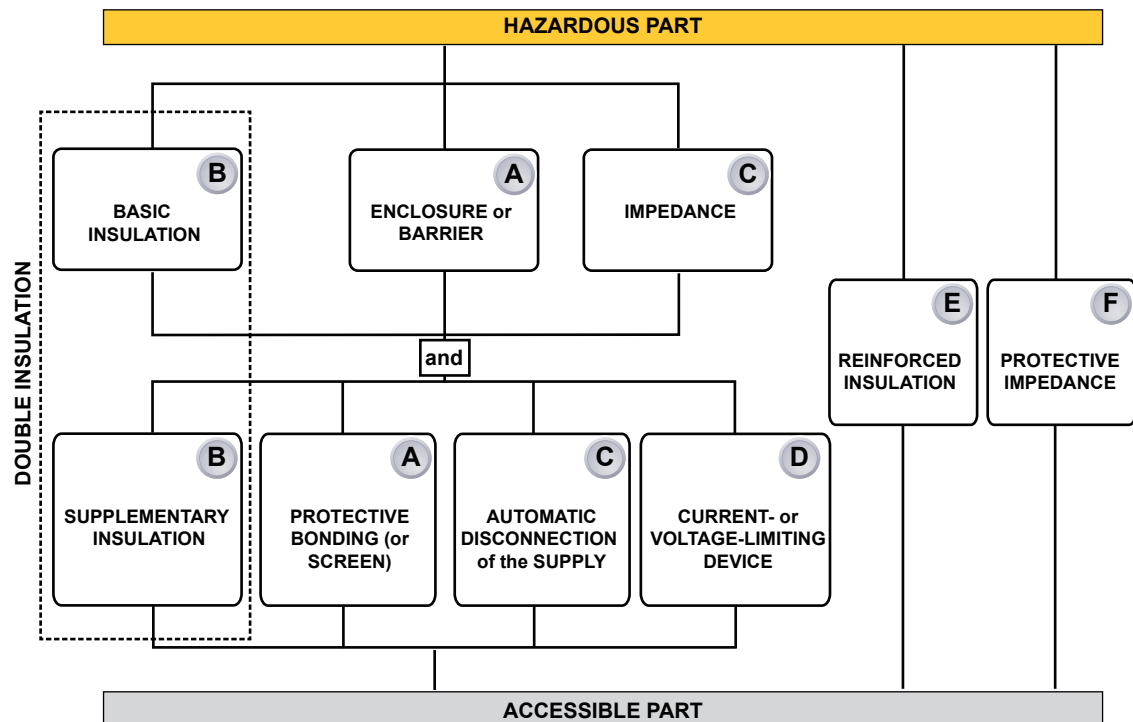 HAZARDOUS PART
DOUBLE INSULATION
B
BASIC
INSULATION
A
ENCLOSURE or
BARRIER
C
IMPEDANCE
E
REINFORCED
INSULATION
F
PROTECTIVE
IMPEDANCE
and
B
SUPPLEMENTARY
INSULATION
A
PROTECTIVE
BONDING (or
SCREEN)
C
AUTOMATIC
DISCONNECTION
of the SUPPLY
D
CURRENT- or
VOLTAGE-LIMITING
DEVICE
ACCESSIBLE PART